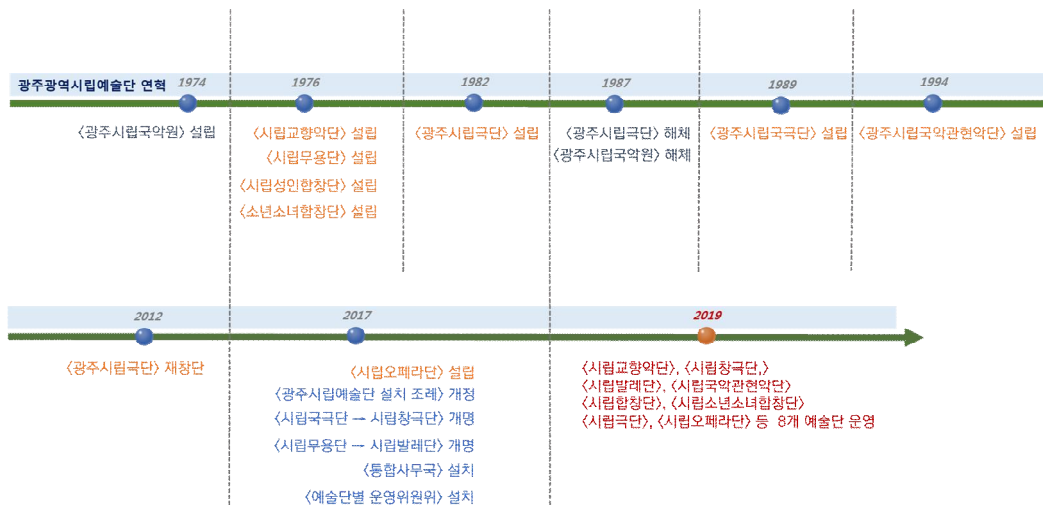 광주광역시립예술단 연혁
1974
〈광주시립국악원〉 설립
1976
〈시립교향악단〉 설립
〈시립무용단〉 설립
〈시립성인합창단〉 설립
〈소년소녀합창단〉 설립
1982
〈광주시립극단〉 설립
1987
〈광주시립극단〉 해체
〈광주시립국악원〉 해체
1989
〈광주시립국극단〉 설립
1994
〈광주시립국악관현악단〉 설립
2012
〈광주시립극단〉 재창단
2017
〈시립오페라단〉 설립
〈광주시립예술단 설치 조례〉 개정
〈시립국극단 → 시립창극단〉 개명
〈시립무용단 → 시립발레단〉 개명
〈통합사무국〉 설치
〈예술단별 운영위원위〉 설치
2019
〈시립교향악단〉, 〈시립창극단,〉
〈시립발레단〉, 〈시립국악관현악단〉
〈시립합창단〉, 〈시립소년소녀합창단〉
〈시립극단〉, 〈시립오페라단〉 등 8개 예술단 운영